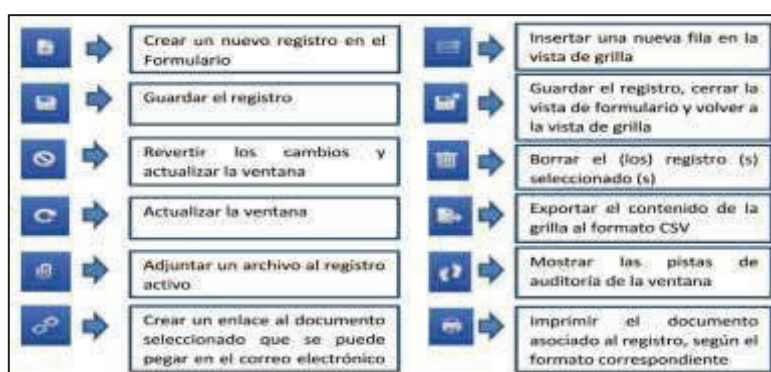 Crear un nuevo registro en el
Formulario
Insertar una nueva fila en la
vista de grilla
Guardar el registro
Guardar el registro, cerrar la
vista de formulario y volver a
la vista de grilla
Revertir los cambios y
actualizar la ventana
Borrar el (los) registro (s)
seleccionado (s)
Actualizar la ventana
Exportar el contenido de la
grilla al formato CSV
Adjuntar un archivo al registro
activo
Mostrar las pistas de
auditoría de la ventana
Crear un enlace al documento
seleccionado que se puede
pegar en el correo electrónico
Imprimir el documento
asociado al registro, según el
formato correspondiente